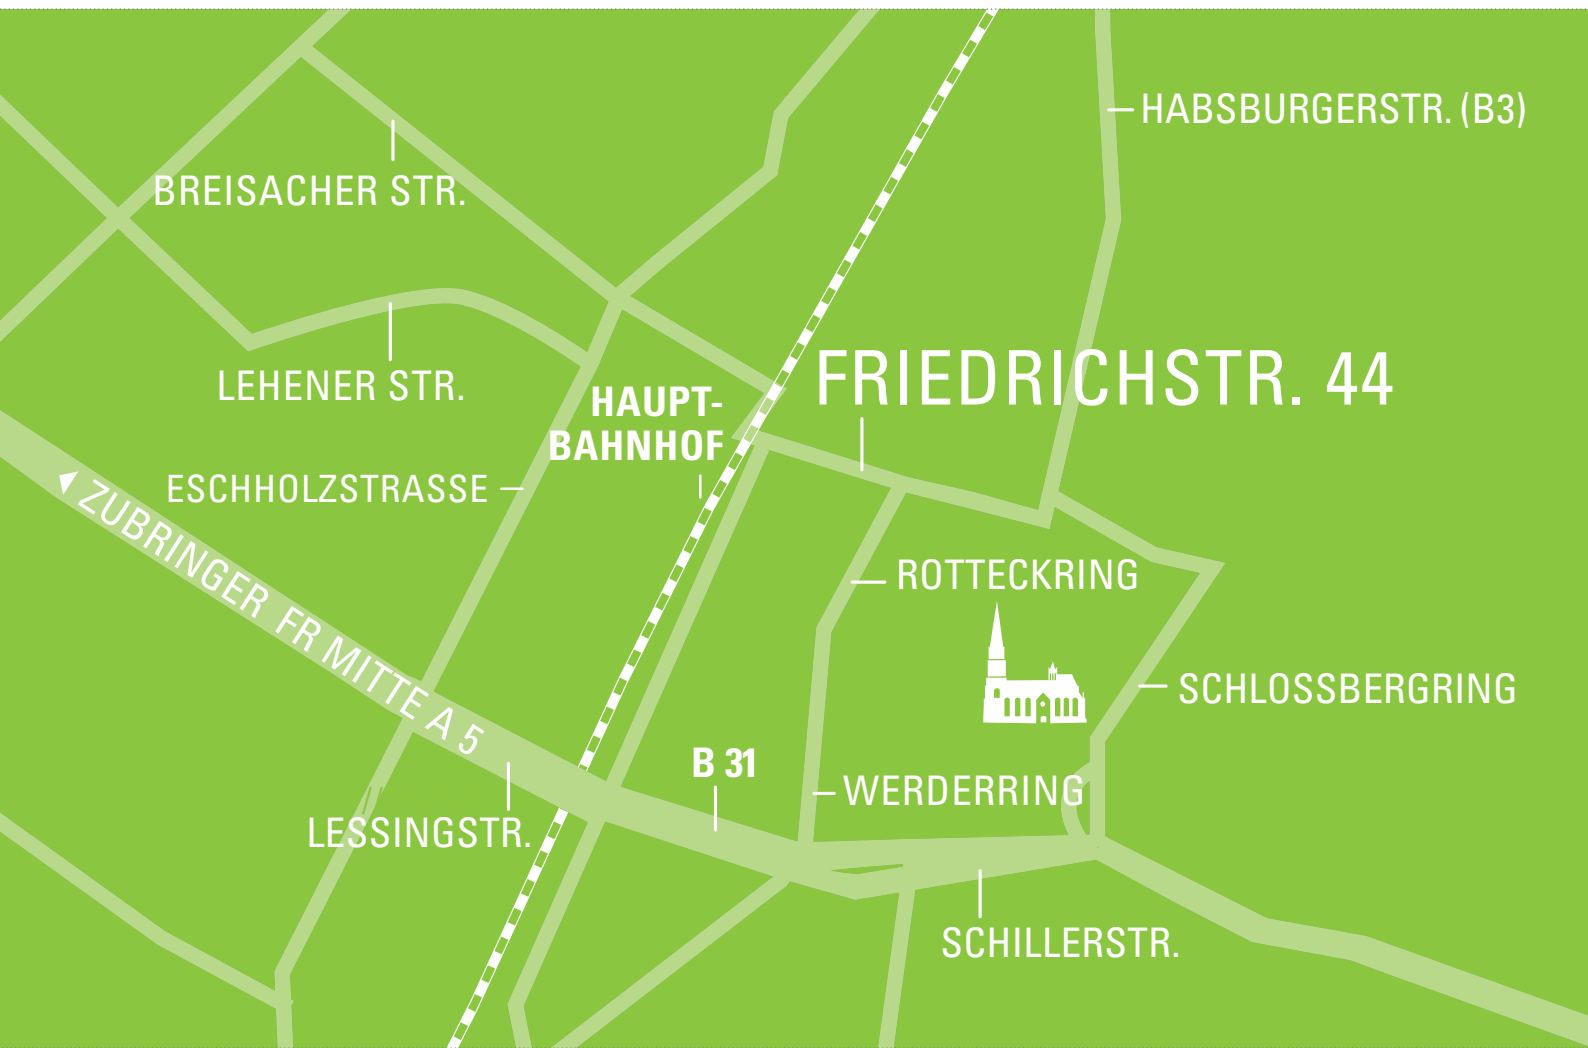 HABSBURGERSTR. (B3)
BREISACHER STR.
FRIEDRICHSTR. 44
LEHENER STR.
HAUPT-
BAHNHOF
ESCHHOLZSTRASSE
ZUBRINGER FR MITTE A 5
ROTTECKRING
SCHLOSSBERGRING
B 31
WERDERRING
LESSINGSTR.
SCHILLERSTR.